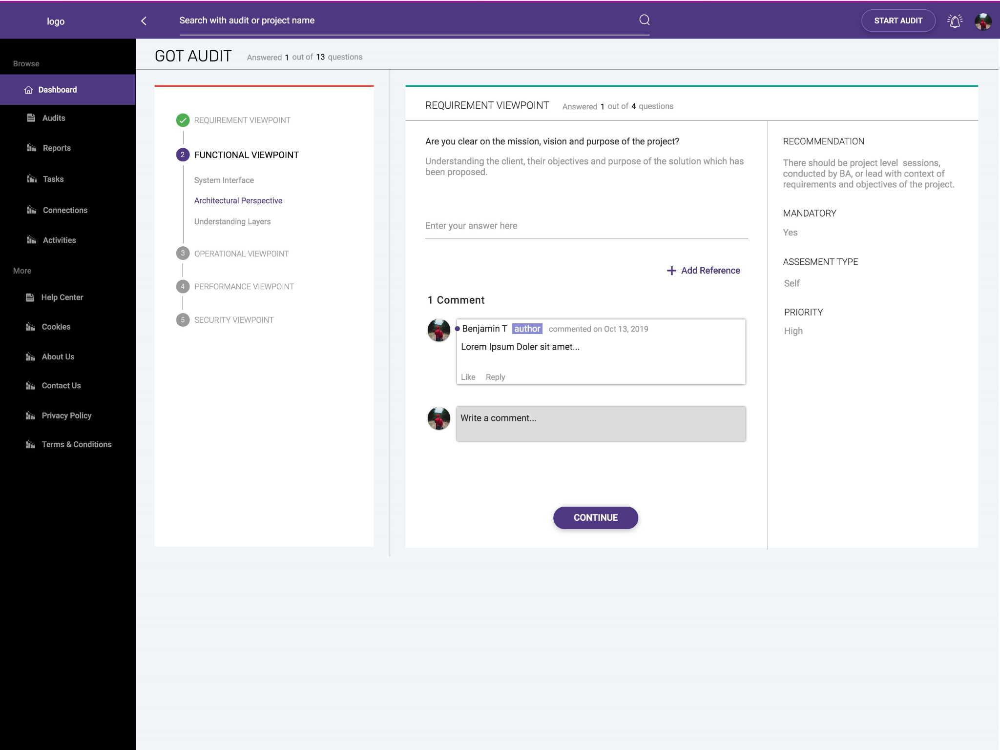 logo
Search with audit or project name
START AUDIT
Browse
Dashboard
Audits
Reports
Tasks
Connections
Activities
More
Help Center
Cookies
About Us
Contact Us
Privacy Policy
Terms & Conditions
GOT AUDIT
Answered 1 out of 13 questions
REQUIREMENT VIEWPOINT
2 FUNCTIONAL VIEWPOINT
System Interface
Architectural Perspective
Understanding Layers
3 OPERATIONAL VIEWPOINT
4 PERFORMANCE VIEWPOINT
5 SECURITY VIEWPOINT
REQUIREMENT VIEWPOINT Answered 1 out of 4 questions
Are you clear on the mission, vision and purpose of the project?
Understanding the client, their objectives and purpose of the solution which has
been proposed.
Enter your answer here
Add Reference
1 Comment
Benjamin T author commented on Oct 13, 2019
Lorem Ipsum Doler sit amet...
Like Reply
Write a comment...
CONTINUE
RECOMMENDATION
There should be project level sessions,
conducted by BA, or lead with context of
requirements and objectives of the project.
MANDATORY
Yes
ASSESMENT TYPE
Self
PRIORITY
High